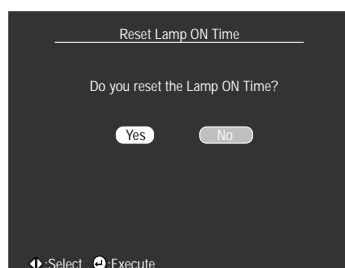 Reset Lamp ON Time
Do you reset the Lamp ON Time?
Yes No
:Select :Execute